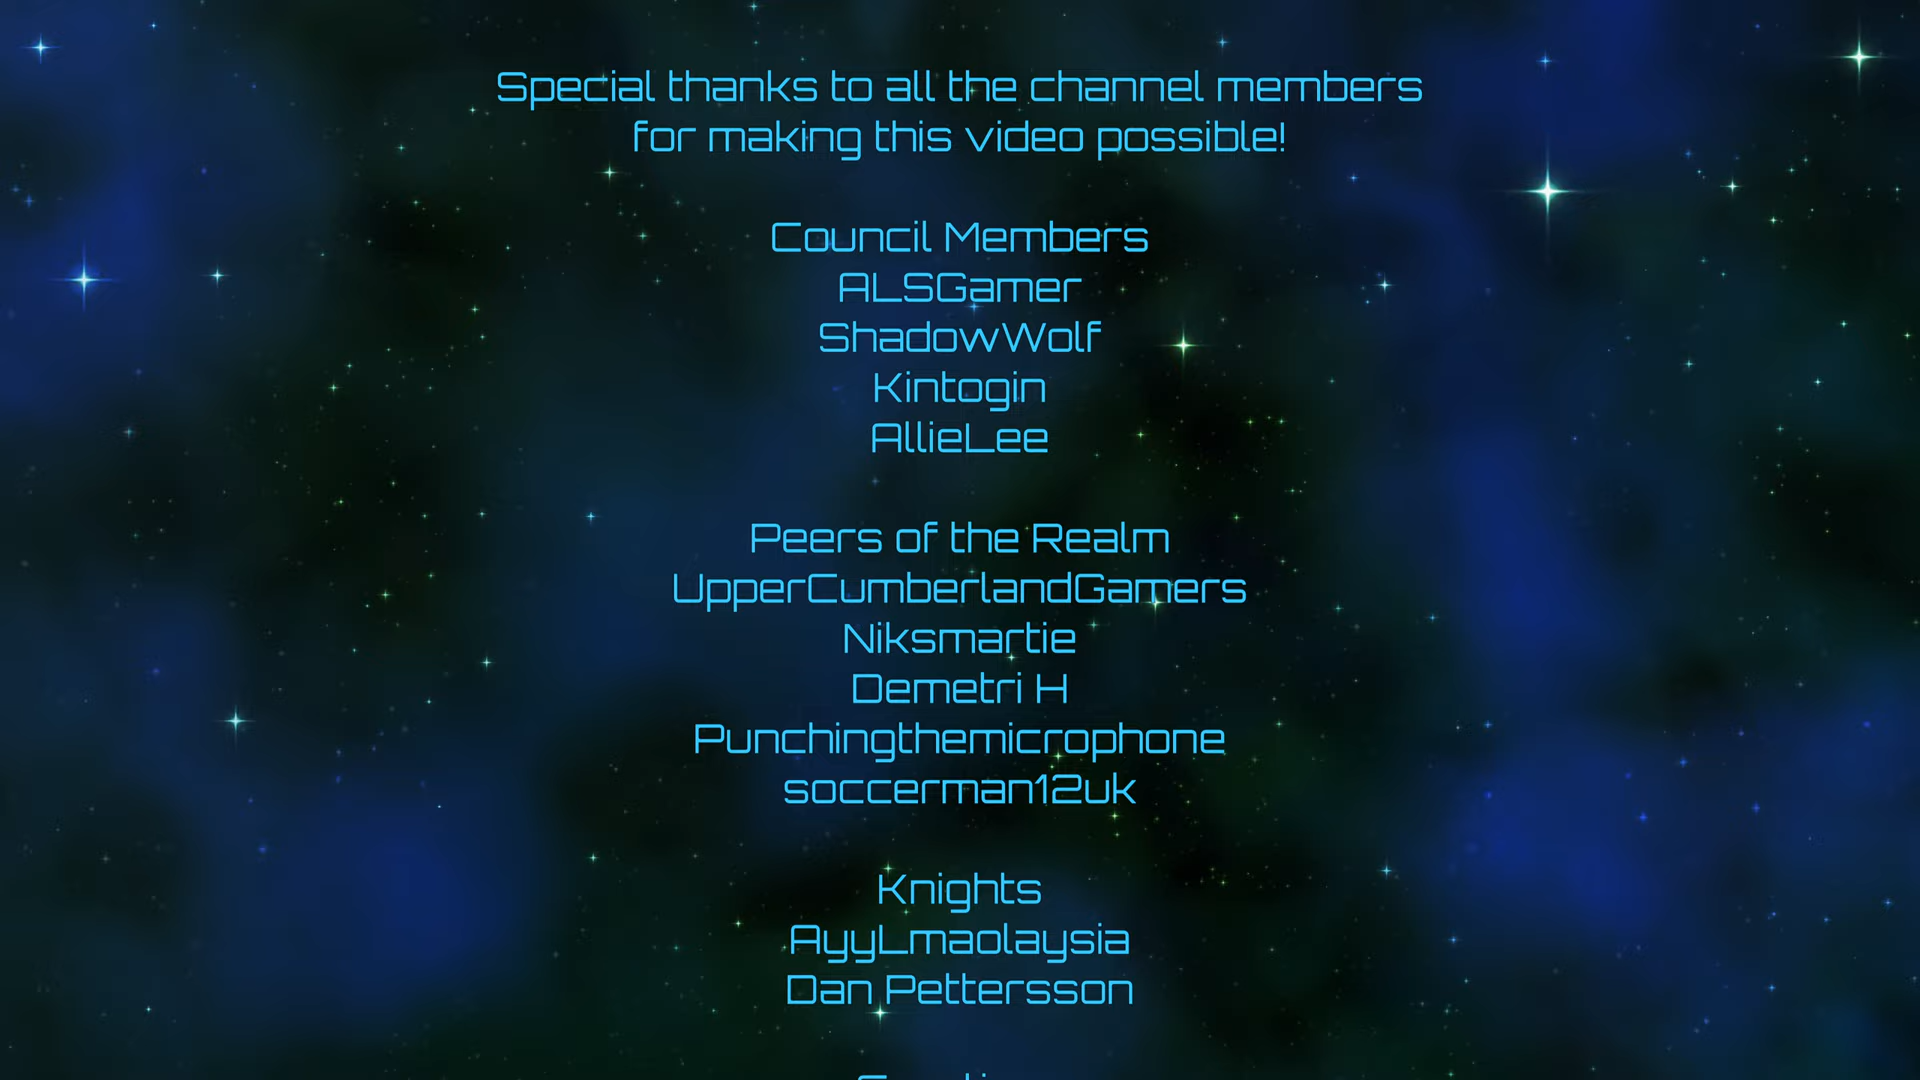 Special thanks to all the channel members
for making this video possible!
Council Members
ALSGamer
ShadowWolf
Kintogin
AllieLee
Peers of the Realm
UpperCumberlandGamers
Niksmartie
Demetri H
Punchingthemicrophone
soccerman12uk
Knights
AyyLmaolaysia
Dan Pettersson